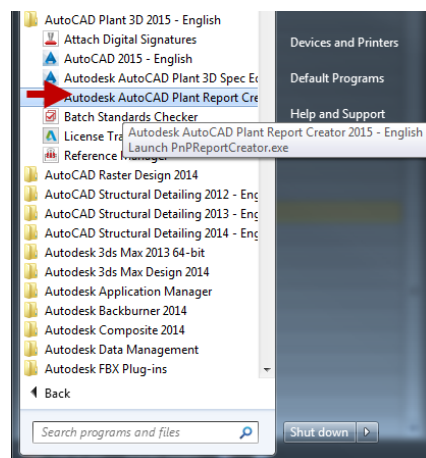 AutoCAD Plant 3D 2015 - English
Attach Digital Signatures
AutoCAD 2015 - English
Autodesk AutoCAD Plant 3D Spec Ec
Autodesk AutoCAD Plant Report Cre
Batch Standards Checker
License Tra
Reference Manager
AutoCAD Raster Design 2014
AutoCAD Structural Detailing 2012 - Eng
AutoCAD Structural Detailing 2013 - Eng
AutoCAD Structural Detailing 2014 - Eng
Autodesk 3ds Max 2013 64-bit
Autodesk 3ds Max Design 2014
Autodesk Application Manager
Autodesk Backburner 2014
Autodesk Composite 2014
Autodesk Data Management
Autodesk FBX Plug-ins
Back
Search programs and files
Devices and Printers
Default Programs
Help and Support
Autodesk AutoCAD Plant Report Creator 2015 - English
Launch PnPReportCreator.exe
Shut down